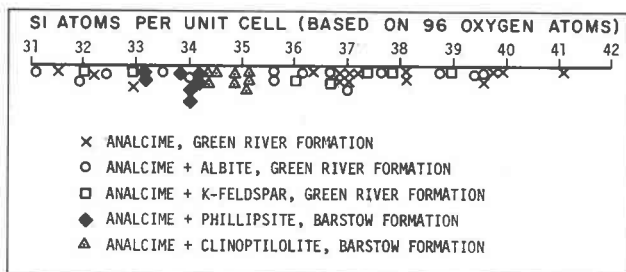 SI ATOMS PER UNIT CELL (BASED ON 96 OXYGEN ATOMS)
31 32 33 34 35 36 37 38 39 40 41 42
ANALCIME, GREEN RIVER FORMATION
ANALCIME + ALBITE, GREEN RIVER FORMATION
ANALCIME + K-FELDSPAR, GREEN RIVER FORMATION
ANALCIME + PHILLIPSITE, BARSTOW FORMATION
ANALCIME + CLINOPTILOLITE, BARSTOW FORMATION